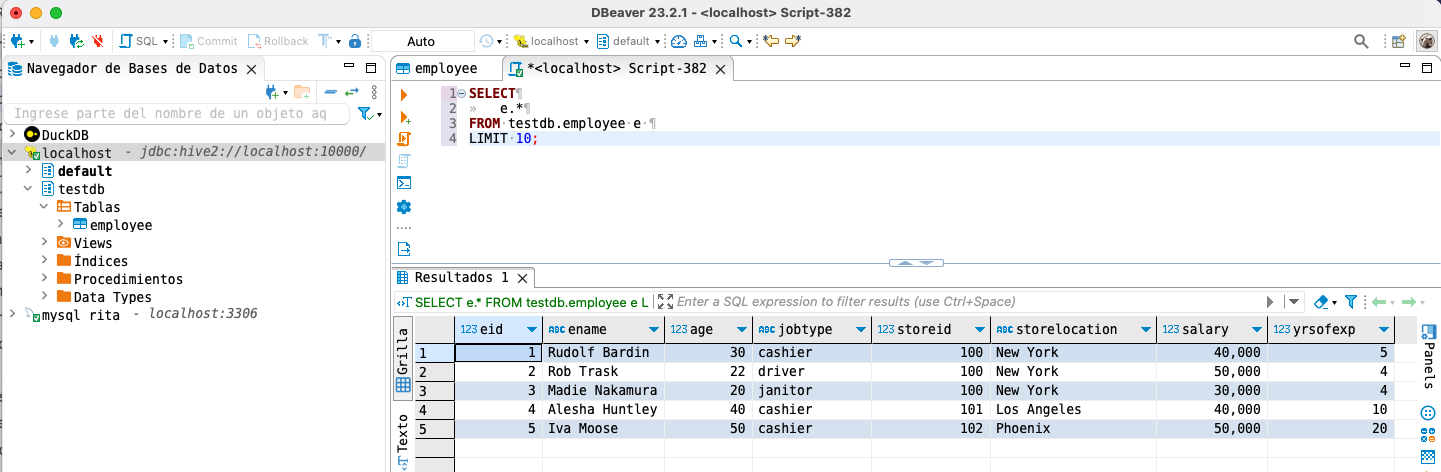 DBeaver 23.2.1 - <localhost> Script-382
SQL Commit Rollback Auto localhost default
Navegador de Bases de Datos
Ingrese parte del nombre de un objeto aq
DuckDB
localhost - jdbc:hive2://localhost:10000/
default
testdb
Tablas
employee
Views
Índices
Procedimientos
Data Types
mysql rita - localhost:3306
employee *<localhost> Script-382
1 SELECT¶
2 » e.*¶
3 FROM·testdb.employee·e·¶
4 LIMIT·10;
Resultados 1
SELECT e.* FROM testdb.employee e L Enter a SQL expression to filter results (use Ctrl+Space)
Grilla
Texto
123 eid ABC ename 123 age ABC jobtype 123 storeid ABC storelocation 123 salary 123 yrsofexp
1 1 Rudolf Bardin 30 cashier 100 New York 40,000 5
2 2 Rob Trask 22 driver 100 New York 50,000 4
3 3 Madie Nakamura 20 janitor 100 New York 30,000 4
4 4 Alesha Huntley 40 cashier 101 Los Angeles 40,000 10
5 5 Iva Moose 50 cashier 102 Phoenix 50,000 20
Panels